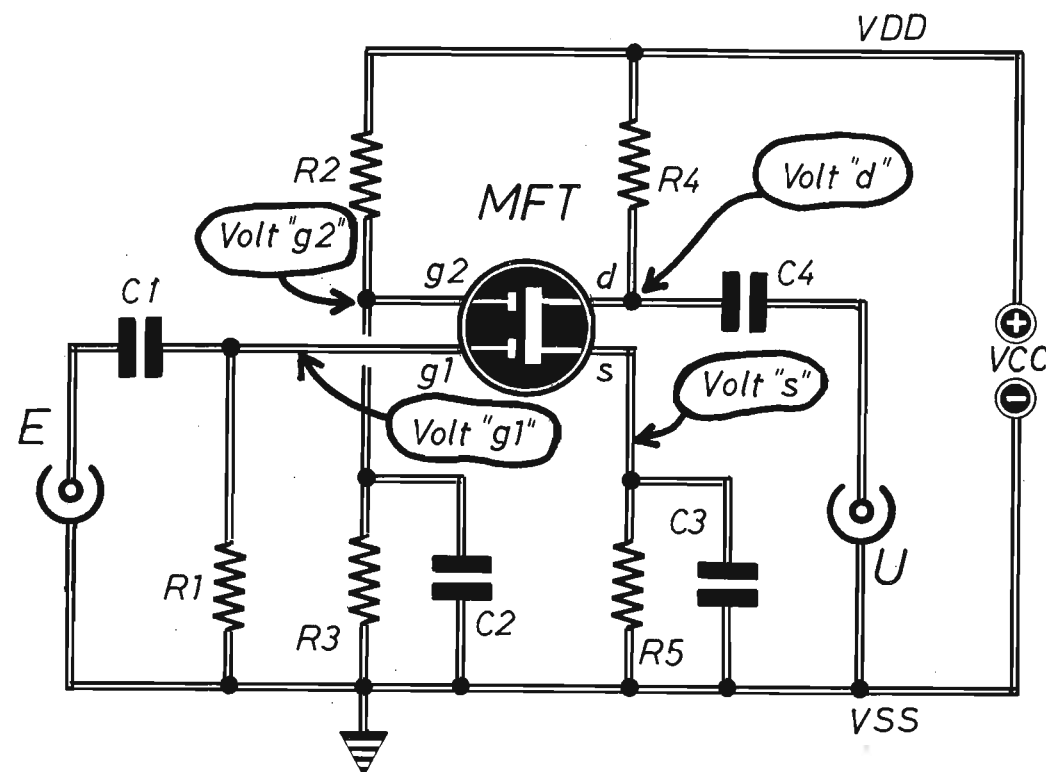 VDD
R2
R4
Volt "d"
MFT
Volt "g2"
g2
d
C4
C1
VCC
g1
s
Volt "s"
E
Volt "g1"
C3
U
R1
C2
R3
R5
VSS